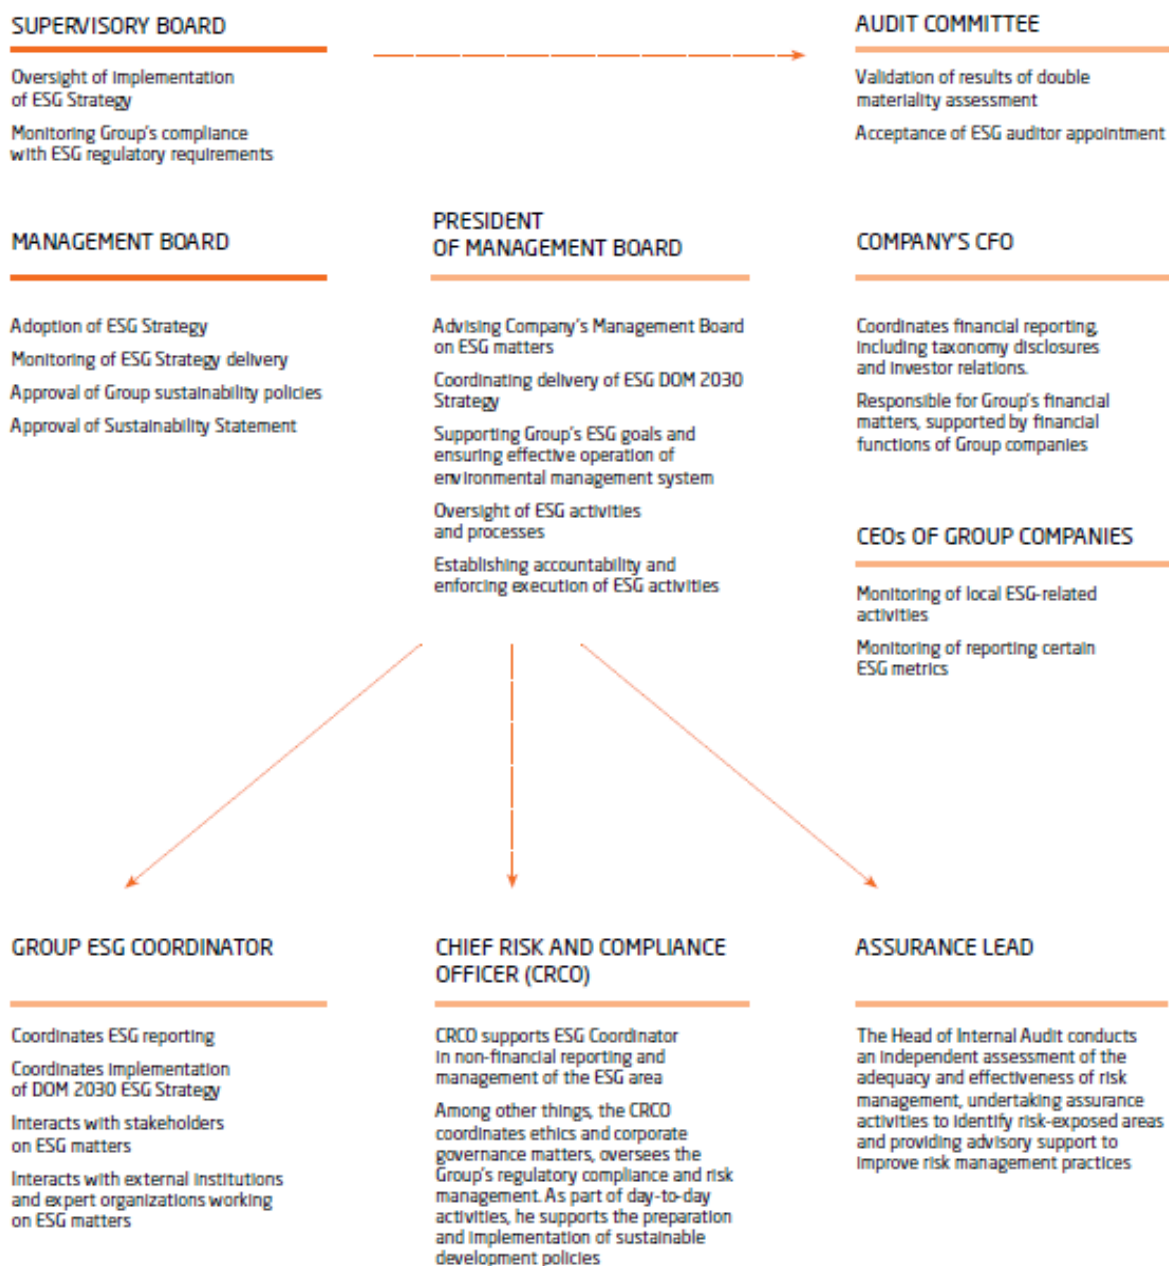 SUPERVISORY BOARD
Oversight of implementation
of ESG Strategy
Monitoring Group's compliance
with ESG regulatory requirements
AUDIT COMMITTEE
Validation of results of double
materiality assessment
Acceptance of ESG auditor appointment
MANAGEMENT BOARD
Adoption of ESG Strategy
Monitoring of ESG Strategy delivery
Approval of Group sustainability policies
Approval of Sustainability Statement
PRESIDENT
OF MANAGEMENT BOARD
Advising Company's Management Board
on ESG matters
Coordinating delivery of ESG DOM 2030
Strategy
Supporting Group's ESG goals and
ensuring effective operation of
environmental management system
Oversight of ESG activities
and processes
Establishing accountability and
enforcing execution of ESG activities
COMPANY'S CFO
Coordinates financial reporting,
including taxonomy disclosures
and investor relations.
Responsible for Group's financial
matters, supported by financial
functions of Group companies
CEOs OF GROUP COMPANIES
Monitoring of local ESG-related
activities
Monitoring of reporting certain
ESG metrics
GROUP ESG COORDINATOR
Coordinates ESG reporting
Coordinates implementation
of DOM 2030 ESG Strategy
Interacts with stakeholders
on ESG matters
Interacts with external institutions
and expert organizations working
on ESG matters
CHIEF RISK AND COMPLIANCE
OFFICER (CRCO)
CRCO supports ESG Coordinator
in non-financial reporting and
management of the ESG area
Among other things, the CRCO
coordinates ethics and corporate
governance matters, oversees the
Group's regulatory compliance and risk
management. As part of day-to-day
activities, he supports the preparation
and implementation of sustainable
development policies
ASSURANCE LEAD
The Head of Internal Audit conducts
an independent assessment of the
adequacy and effectiveness of risk
management, undertaking assurance
activities to identify risk-exposed areas
and providing advisory support to
improve risk management practices